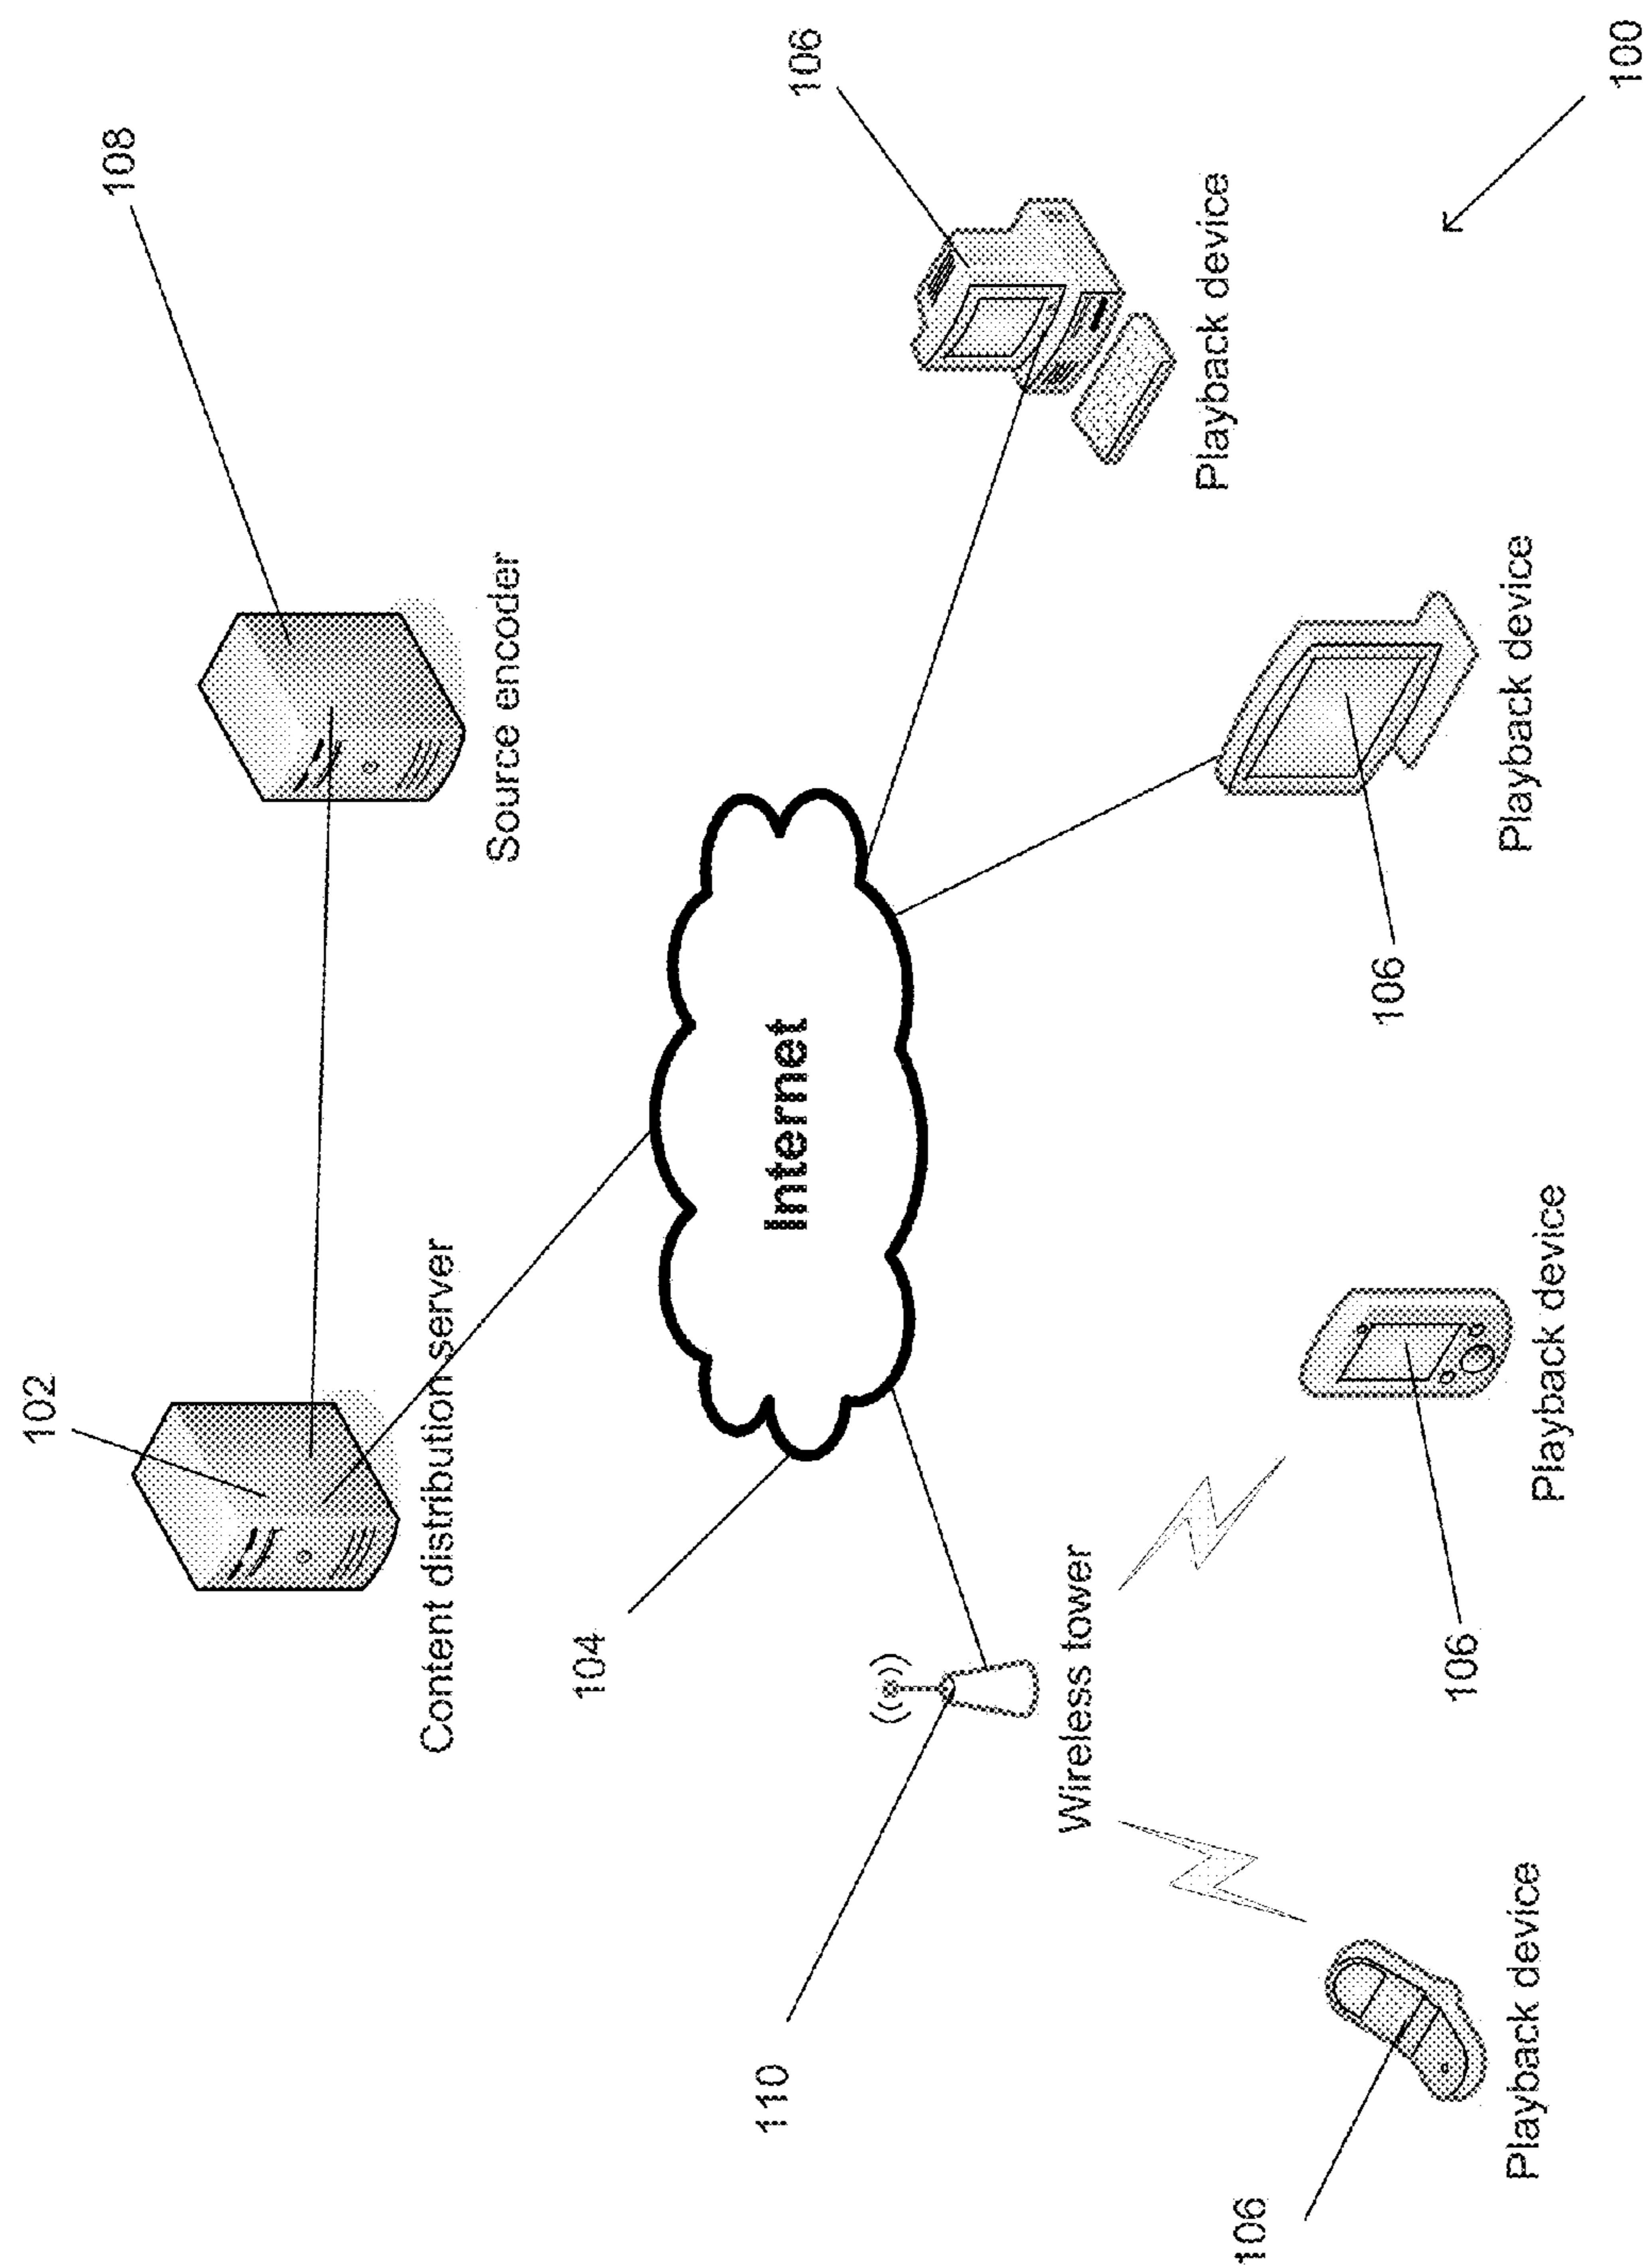 102
108
Content distribution server
Source encoder
104
110
Internet
106
Wireless tower
Playback device
106
106
106
Playback device
Playback device
Playback device
100